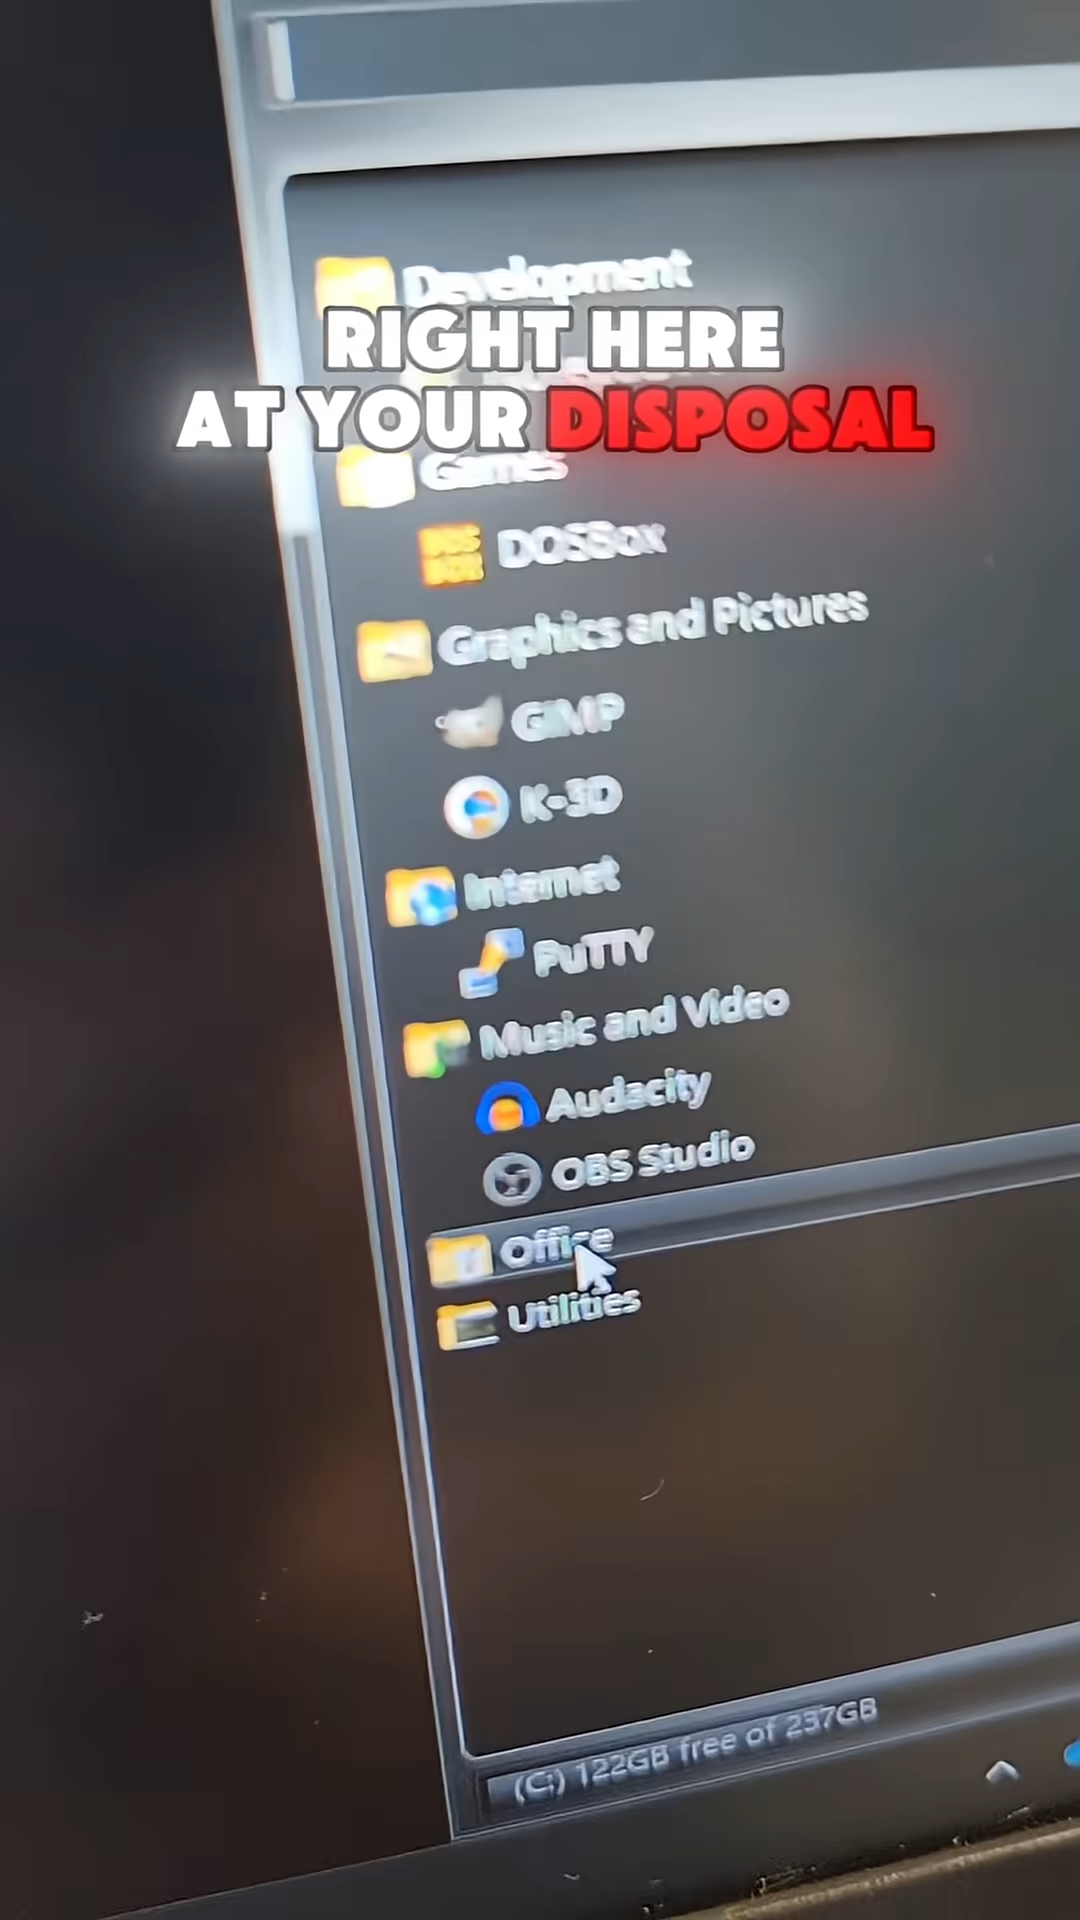 Development
RIGHT HERE
AT YOUR DISPOSAL
Games
DOSBox
Graphics and Pictures
GIMP
K-3D
Internet
PuTTY
Music and Video
Audacity
OBS Studio
Office
Utilities
(C:) 122GB free of 237GB